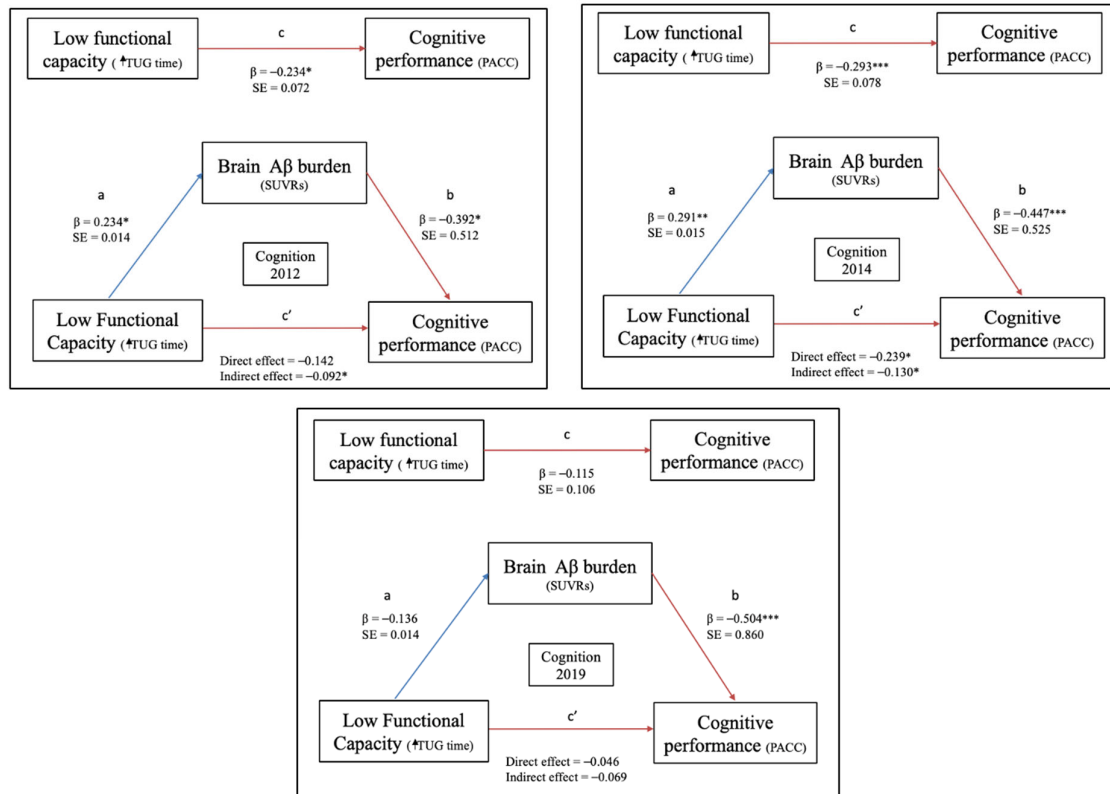 Low functional
capacity (↑TUG time)
c
β = –0.234*
SE = 0.072
Cognitive
performance (PACC)
Brain Aβ burden
(SUVRs)
a
β = 0.234*
SE = 0.014
b
β = –0.392*
SE = 0.512
Cognition
2012
Low Functional
Capacity (↑TUG time)
c’
Cognitive
performance (PACC)
Direct effect = –0.142
Indirect effect = –0.092*
Low functional
capacity (↑TUG time)
c
β = –0.293***
SE = 0.078
Cognitive
performance (PACC)
Brain Aβ burden
(SUVRs)
a
β = 0.291**
SE = 0.015
b
β = –0.447***
SE = 0.525
Cognition
2014
Low Functional
Capacity (↑TUG time)
c’
Cognitive
performance (PACC)
Direct effect = –0.239*
Indirect effect = –0.130*
Low functional
capacity (↑TUG time)
c
β = –0.115
SE = 0.106
Cognitive
performance (PACC)
Brain Aβ burden
(SUVRs)
a
β = –0.136
SE = 0.014
b
β = –0.504***
SE = 0.860
Cognition
2019
Low Functional
Capacity (↑TUG time)
c’
Cognitive
performance (PACC)
Direct effect = –0.046
Indirect effect = –0.069